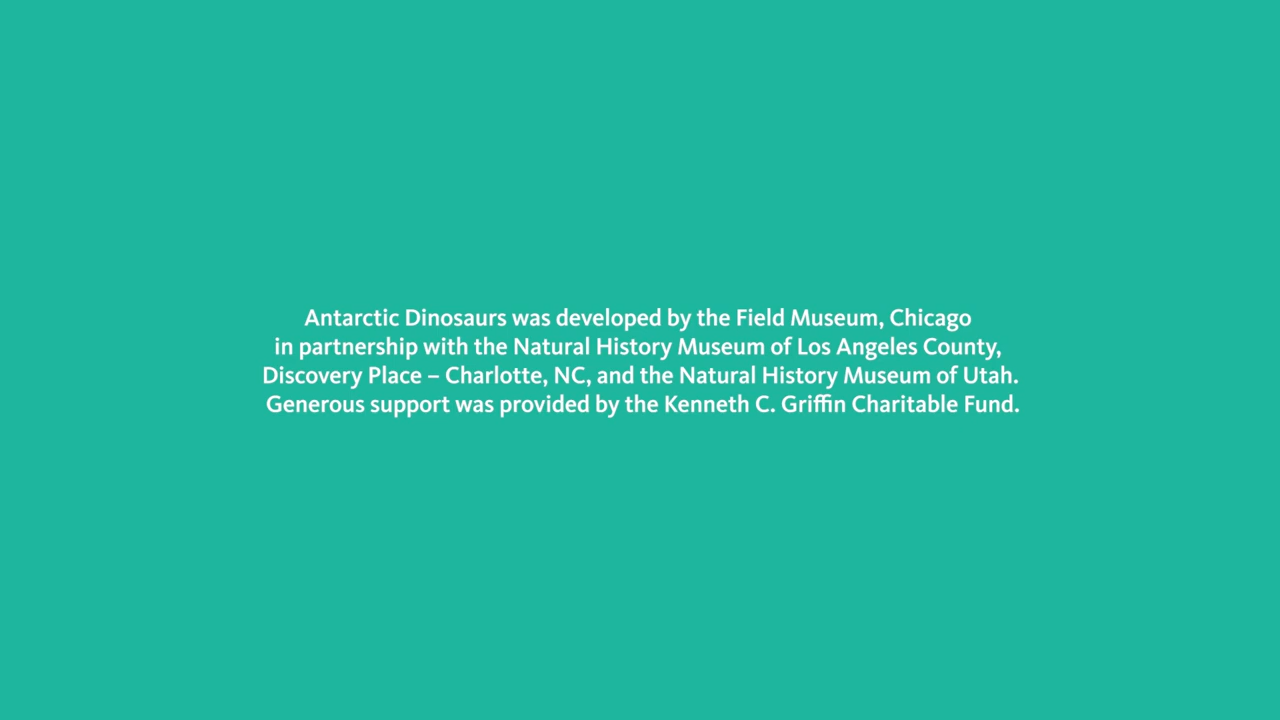 Antarctic Dinosaurs was developed by the Field Museum, Chicago
in partnership with the Natural History Museum of Los Angeles County,
Discovery Place – Charlotte, NC, and the Natural History Museum of Utah.
Generous support was provided by the Kenneth C. Griffin Charitable Fund.